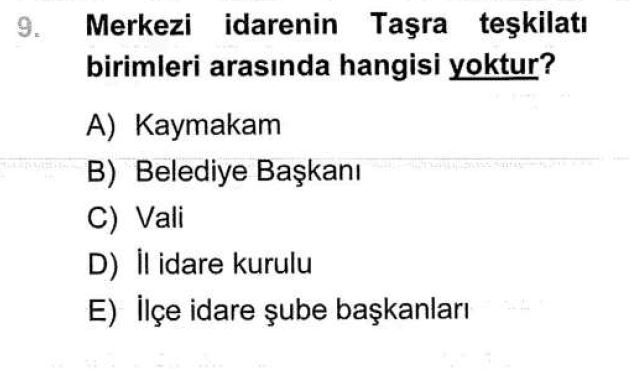 9. Merkezi idarenin Taşra teşkilatı
birimleri arasında hangisi yoktur?
A) Kaymakam
B) Belediye Başkanı
C) Vali
D) İl idare kurulu
E) İlçe idare şube başkanları